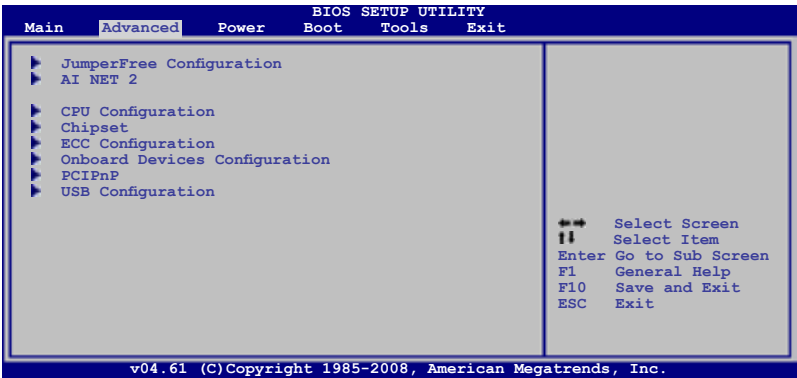 BIOS SETUP UTILITY
Main Advanced Power Boot Tools Exit
JumperFree Configuration
AI NET 2
CPU Configuration
Chipset
ECC Configuration
Onboard Devices Configuration
PCIPnP
USB Configuration
←→ Select Screen
↑↓ Select Item
Enter Go to Sub Screen
F1 General Help
F10 Save and Exit
ESC Exit
v04.61 (C)Copyright 1985-2008, American Megatrends, Inc.